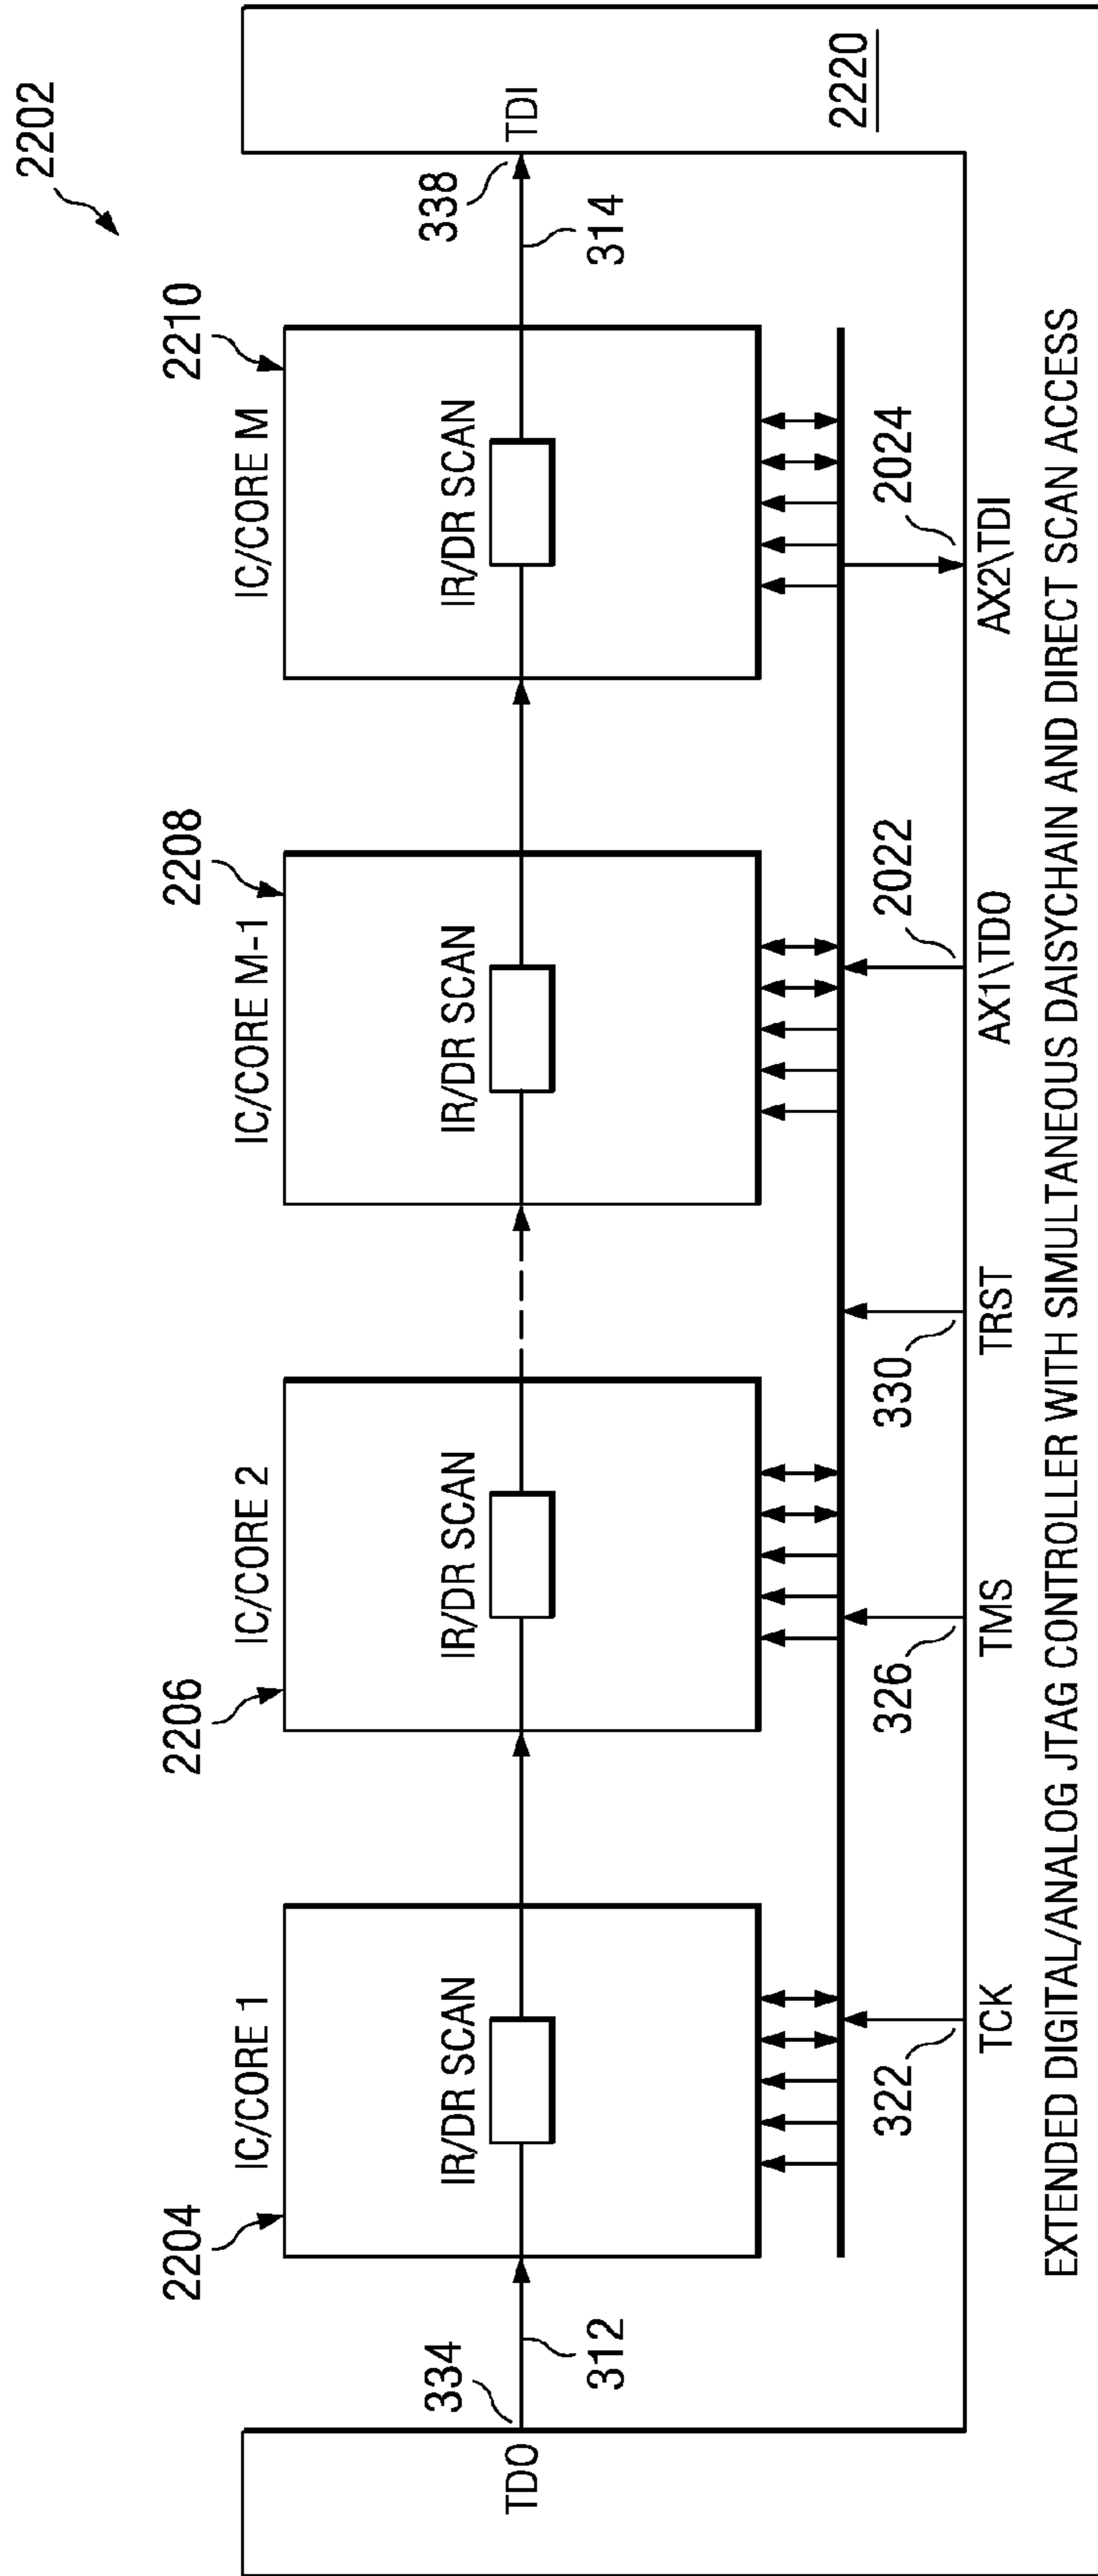 2202
2204
IC/CORE 1
2206
IC/CORE 2
2208
IC/CORE M-1
2210
IC/CORE M
IR/DR SCAN
IR/DR SCAN
IR/DR SCAN
IR/DR SCAN
334
TDO
312
338
TDI
314
322
326
330
2022
2024
TCK
TMS
TRST
AX1\TDO
AX2\TDI
2220
EXTENDED DIGITAL/ANALOG JTAG CONTROLLER WITH SIMULTANEOUS DAISYCHAIN AND DIRECT SCAN ACCESS